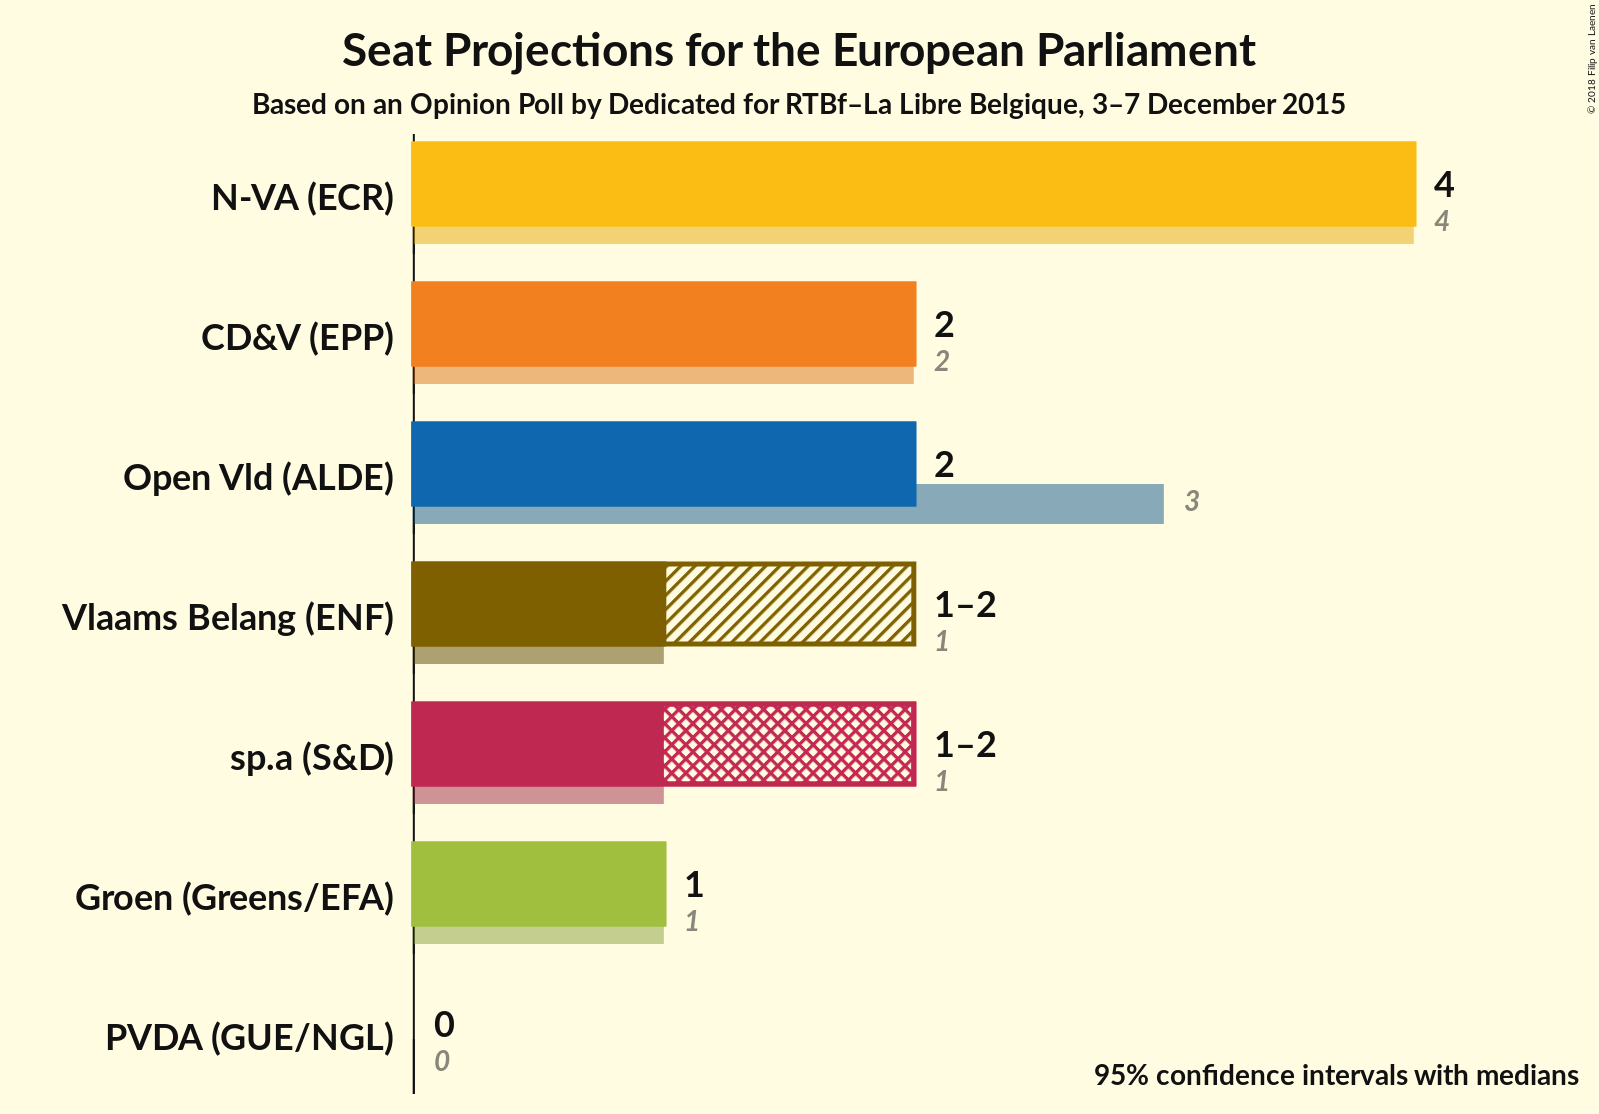 Seat Projections for the European Parliament
Based on an Opinion Poll by Dedicated for RTBf–La Libre Belgique, 3–7 December 2015
© 2018 Filip van Laenen
N-VA (ECR)
4
4
CD&V (EPP)
2
2
Open Vld (ALDE)
2
3
Vlaams Belang (ENF)
1–2
1
sp.a (S&D)
1–2
1
Groen (Greens/EFA)
1
1
PVDA (GUE/NGL)
0
0
95% confidence intervals with medians